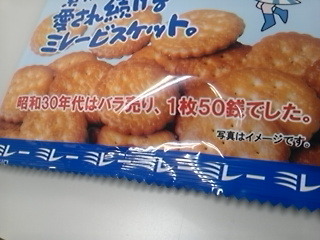 愛され続ける
ミレービスケット。
昭和30年代はバラ売り、1枚50銭でした。
写真はイメージです。
ミレー ミレー ミレー ミレー ミレー ミレー